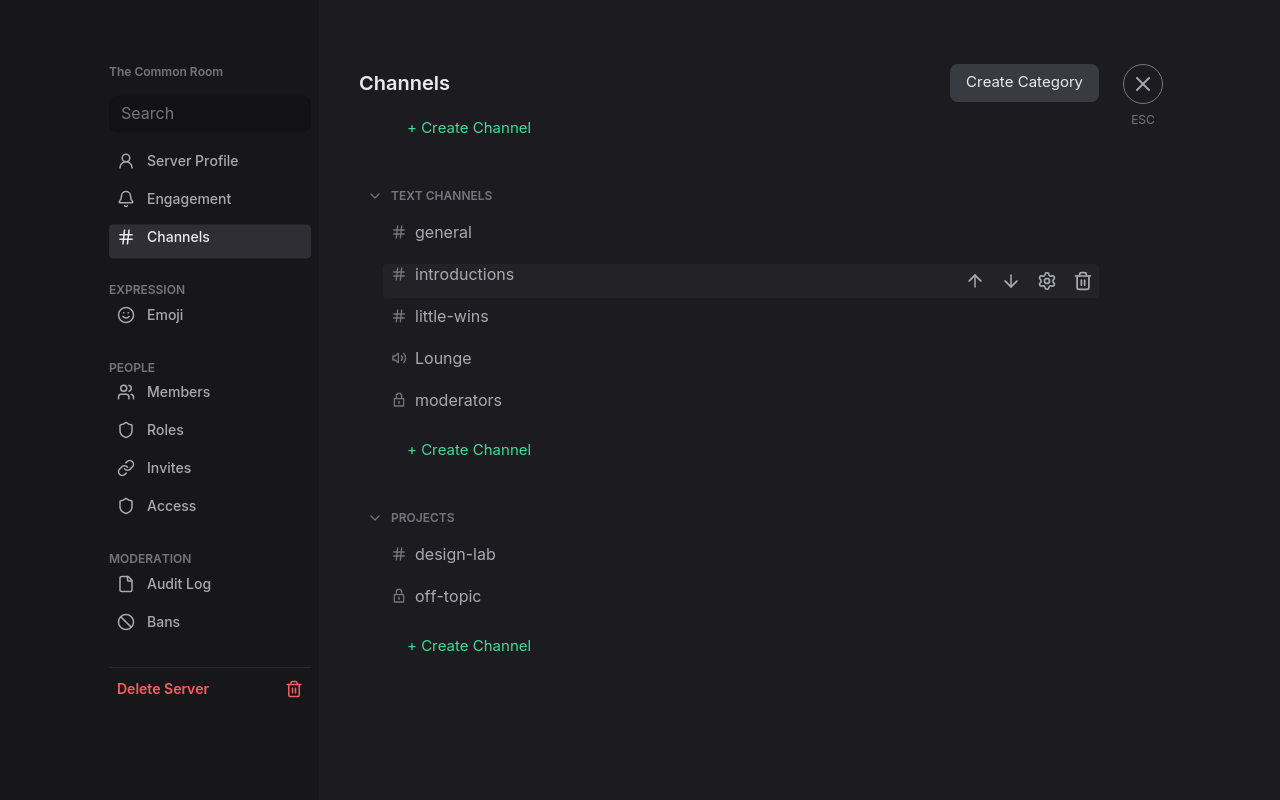 The Common Room
Search
Server Profile
Engagement
Channels
EXPRESSION
Emoji
PEOPLE
Members
Roles
Invites
Access
MODERATION
Audit Log
Bans
Delete Server
Channels
Create Category
ESC
+ Create Channel
TEXT CHANNELS
general
introductions
little-wins
Lounge
moderators
+ Create Channel
PROJECTS
design-lab
off-topic
+ Create Channel